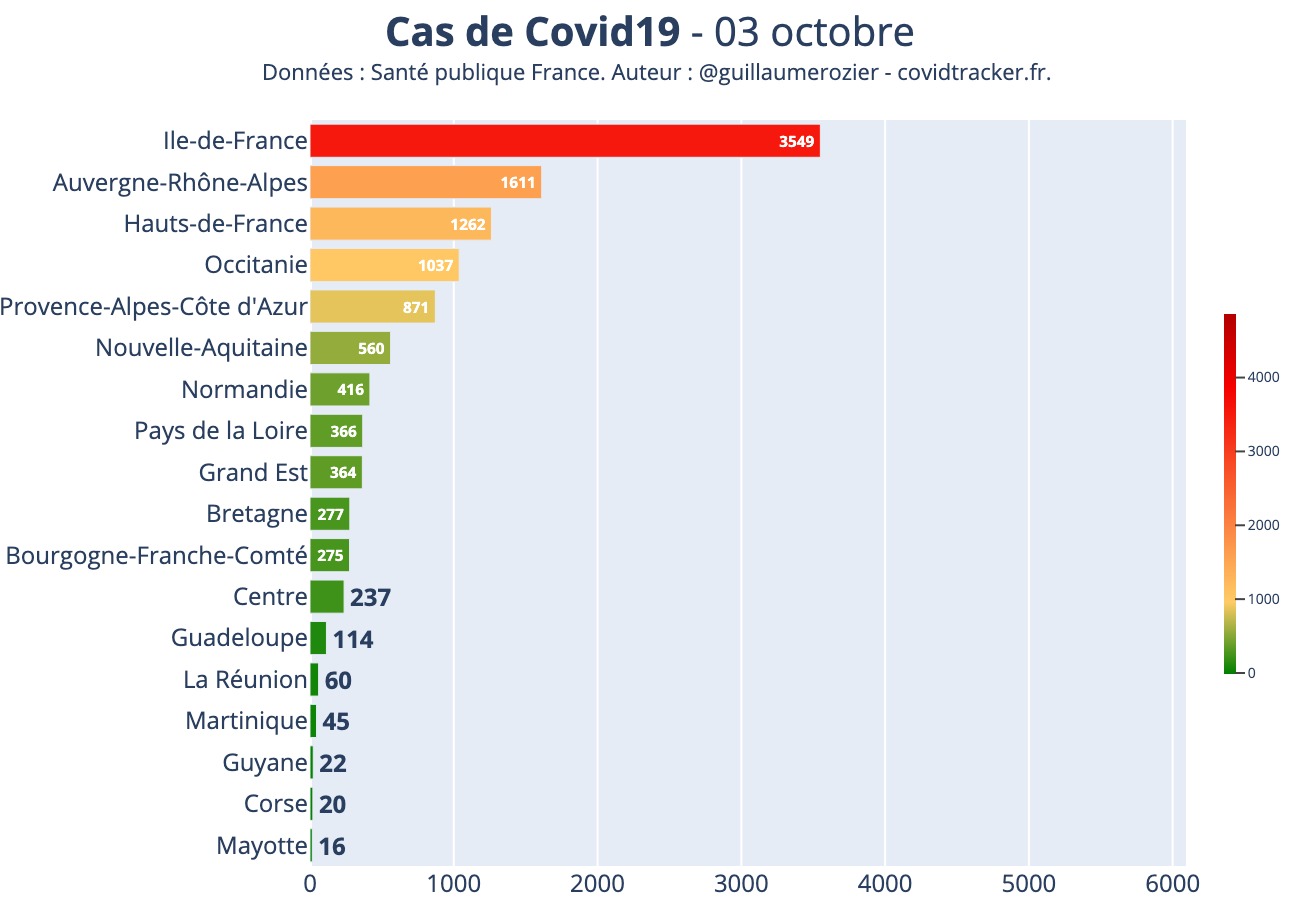 Cas de Covid19 - 03 octobre
Données : Santé publique France. Auteur : @guillaumerozier - covidtracker.fr.
Ile-de-France 3549
Auvergne-Rhône-Alpes 1611
Hauts-de-France 1262
Occitanie 1037
Provence-Alpes-Côte d'Azur 871
Nouvelle-Aquitaine 560
Normandie 416
Pays de la Loire 366
Grand Est 364
Bretagne 277
Bourgogne-Franche-Comté 275
Centre 237
Guadeloupe 114
La Réunion 60
Martinique 45
Guyane 22
Corse 20
Mayotte 16
0 1000 2000 3000 4000 5000 6000
4000
3000
2000
1000
0